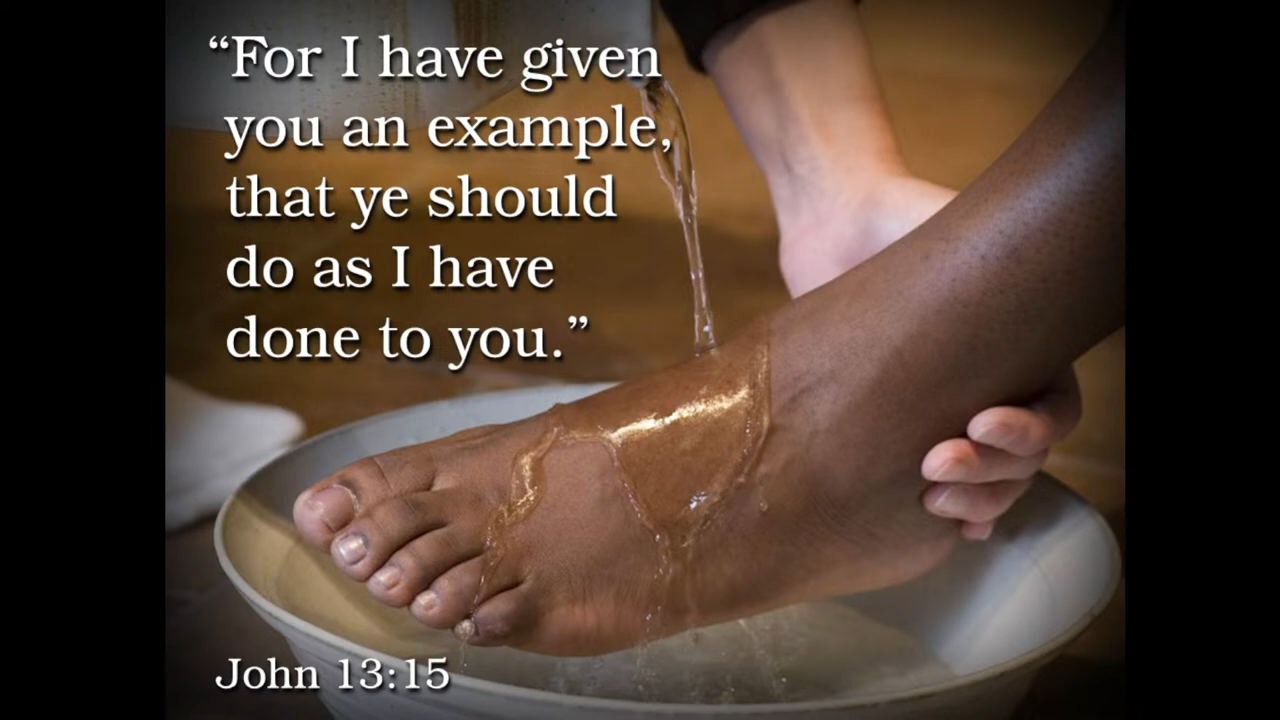 “For I have given
you an example,
that ye should
do as I have
done to you.”
John 13:15